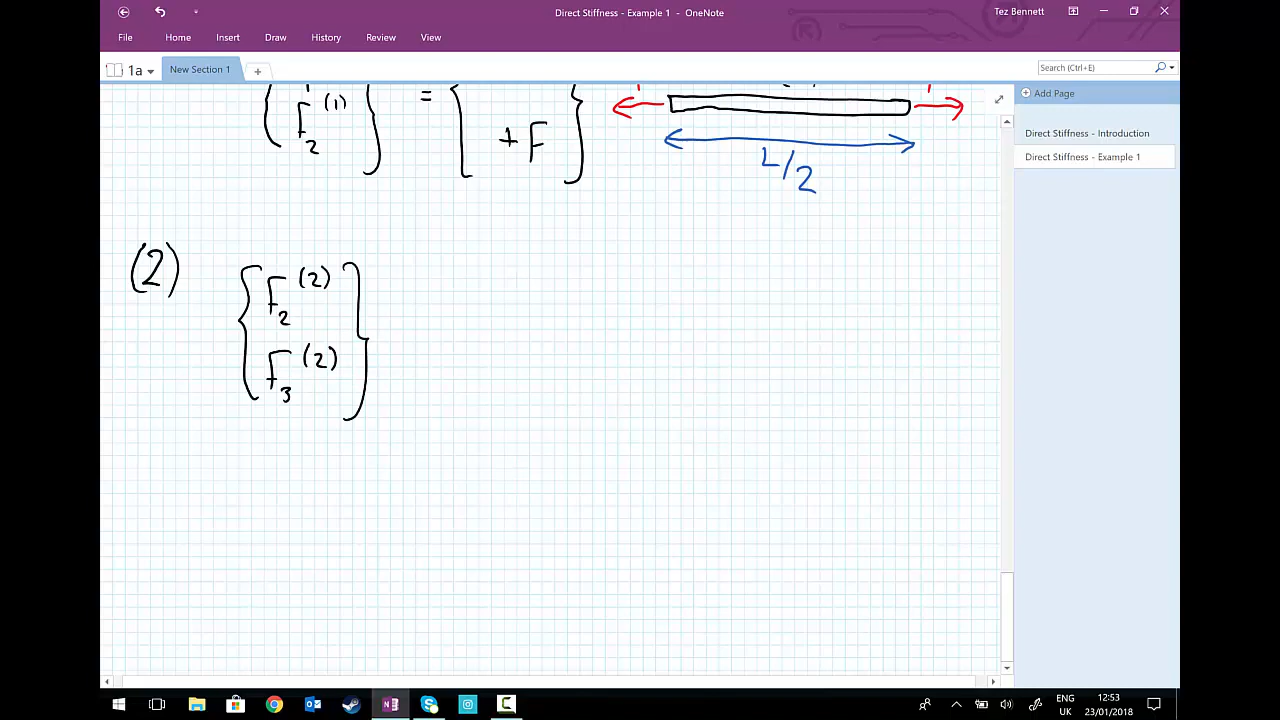 Direct Stiffness - Example 1 - OneNote
Tez Bennett
File Home Insert Draw History Review View
1a
New Section 1
Search (Ctrl+E)
Add Page
Direct Stiffness - Introduction
Direct Stiffness - Example 1
F2 (1) = +F
L/2
(2)
F2 (2)
F3 (2)
ENG
UK
12:53
23/01/2018